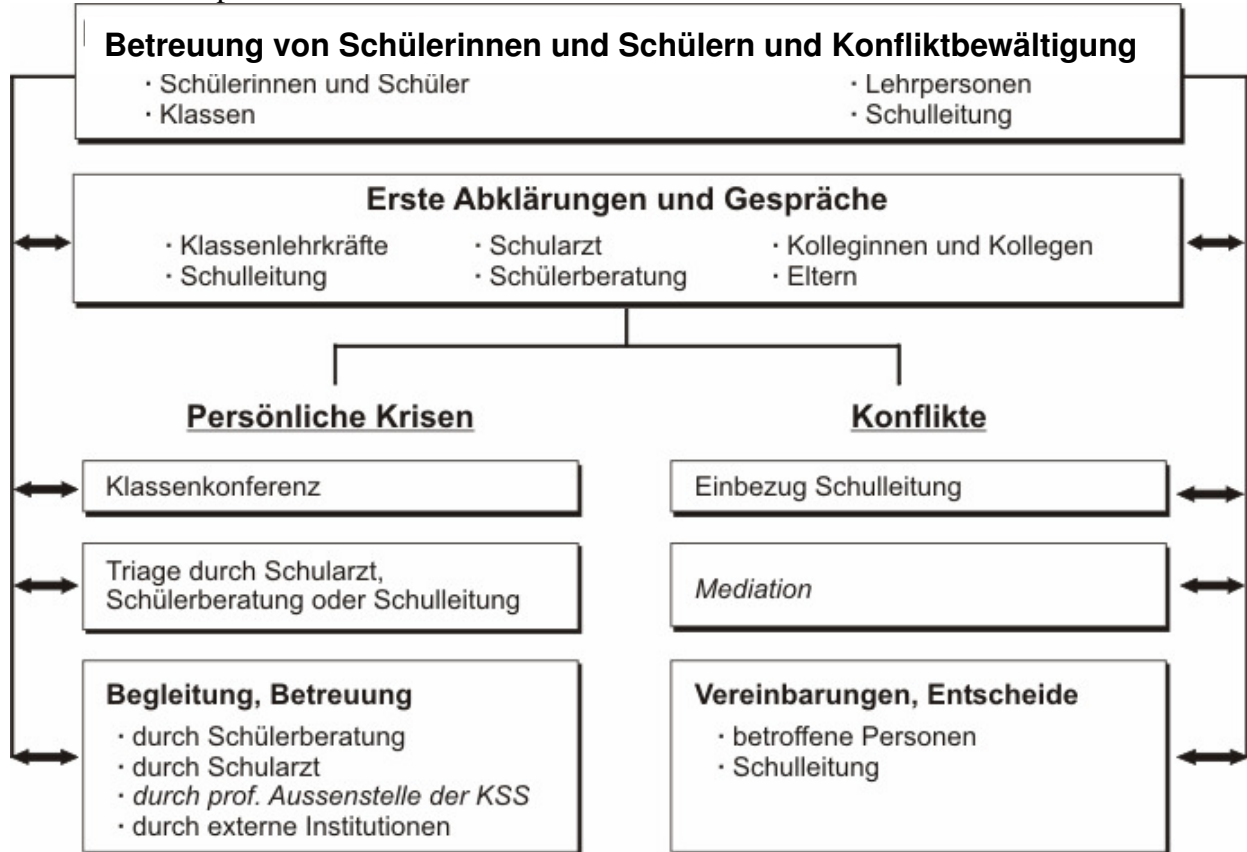 Betreuung von Schülerinnen und Schülern und Konfliktbewältigung
· Schülerinnen und Schüler
· Klassen
· Lehrpersonen
· Schulleitung
Erste Abklärungen und Gespräche
· Klassenlehrkräfte
· Schulleitung
· Schularzt
· Schülerberatung
· Kolleginnen und Kollegen
· Eltern
Persönliche Krisen
Klassenkonferenz
Triage durch Schularzt,
Schülerberatung oder Schulleitung
Begleitung, Betreuung
· durch Schülerberatung
· durch Schularzt
· durch prof. Aussenstelle der KSS
· durch externe Institutionen
Konflikte
Einbezug Schulleitung
Mediation
Vereinbarungen, Entscheide
· betroffene Personen
· Schulleitung